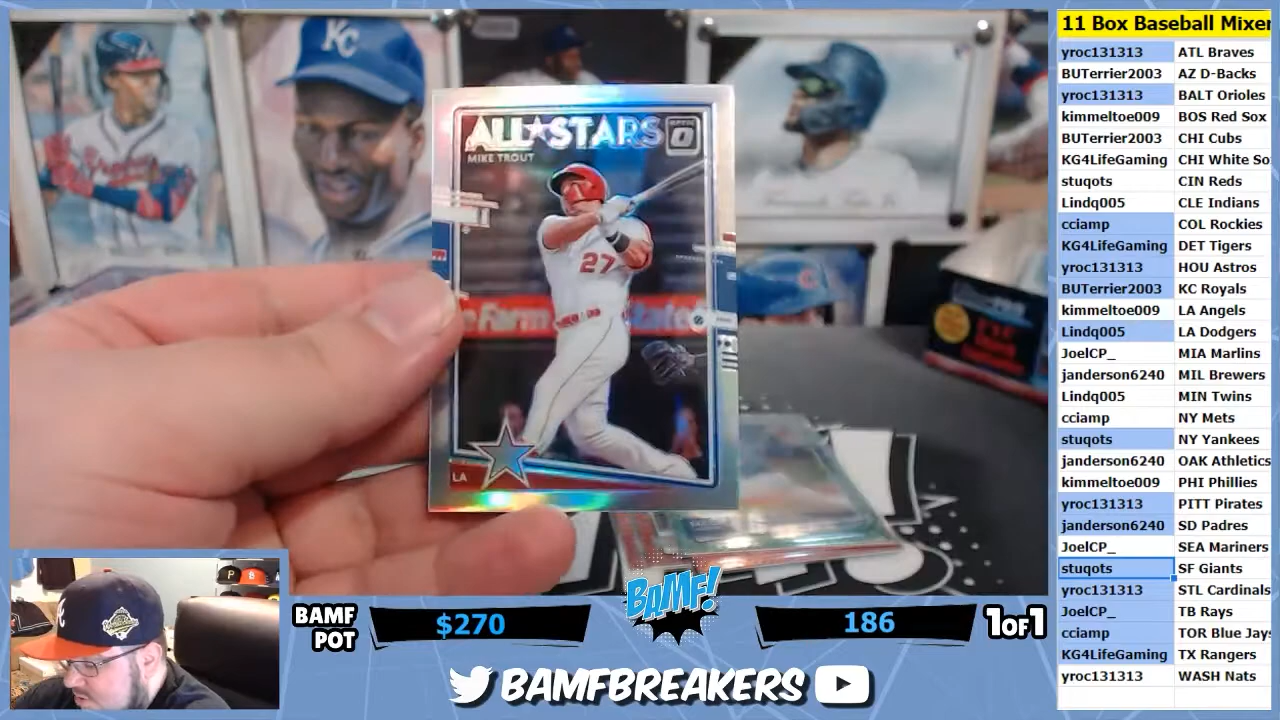 KC
ALL★STARS
OPTIC
MIKE TROUT
27
LA
BAMF
POT
$270
BAMF!
186
1 OF 1
BAMFBREAKERS
11 Box Baseball Mixer
yroc131313 ATL Braves
BUTerrier2003 AZ D-Backs
yroc131313 BALT Orioles
kimmeltoe009 BOS Red Sox
BUTerrier2003 CHI Cubs
KG4LifeGaming CHI White So
stuqots CIN Reds
Lindq005 CLE Indians
cciamp COL Rockies
KG4LifeGaming DET Tigers
yroc131313 HOU Astros
BUTerrier2003 KC Royals
kimmeltoe009 LA Angels
Lindq005 LA Dodgers
JoelCP_ MIA Marlins
janderson6240 MIL Brewers
Lindq005 MIN Twins
cciamp NY Mets
stuqots NY Yankees
janderson6240 OAK Athletics
kimmeltoe009 PHI Phillies
yroc131313 PITT Pirates
janderson6240 SD Padres
JoelCP_ SEA Mariners
stuqots SF Giants
yroc131313 STL Cardinals
JoelCP_ TB Rays
cciamp TOR Blue Jays
KG4LifeGaming TX Rangers
yroc131313 WASH Nats